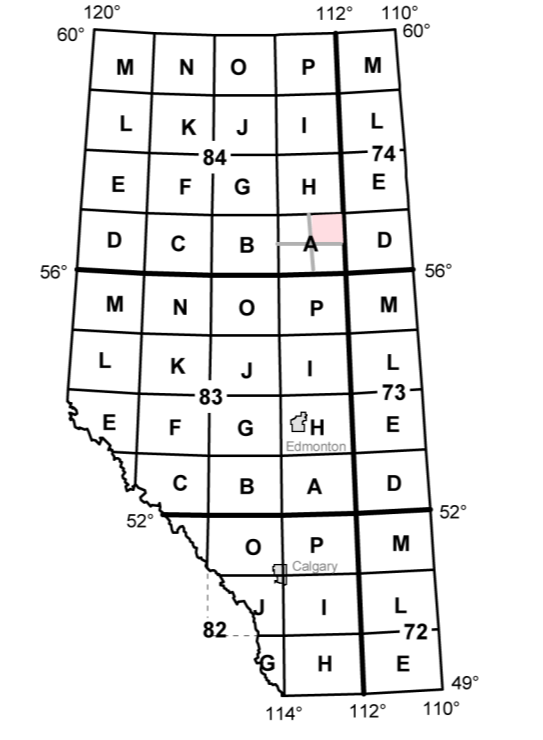 120° 112° 110°
60° 60°
M N O P M
L K J I L
84 74
E F G H E
D C B A D
56° 56°
M N O P M
L K J I L
83 73
E F G H E
Edmonton
C B A D
52° 52°
O P M
Calgary
J I L
82 72
G H E
49°
114° 112° 110°